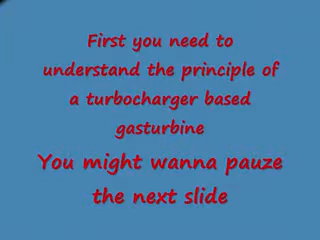 First you need to
understand the principle of
a turbocharger based
gasturbine
You might wanna pauze
the next slide